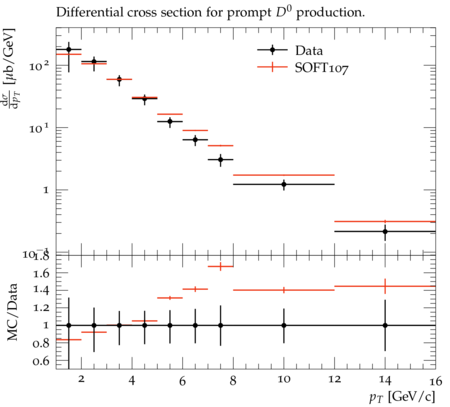 Differential cross section for prompt D⁰ production.
dσ/dp_T [μb/GeV]
Data
SOFT107
10²
10¹
1
10⁻¹
MC/Data
1.8
1.6
1.4
1.2
1
0.8
0.6
2 4 6 8 10 12 14 16
p_T [GeV/c]